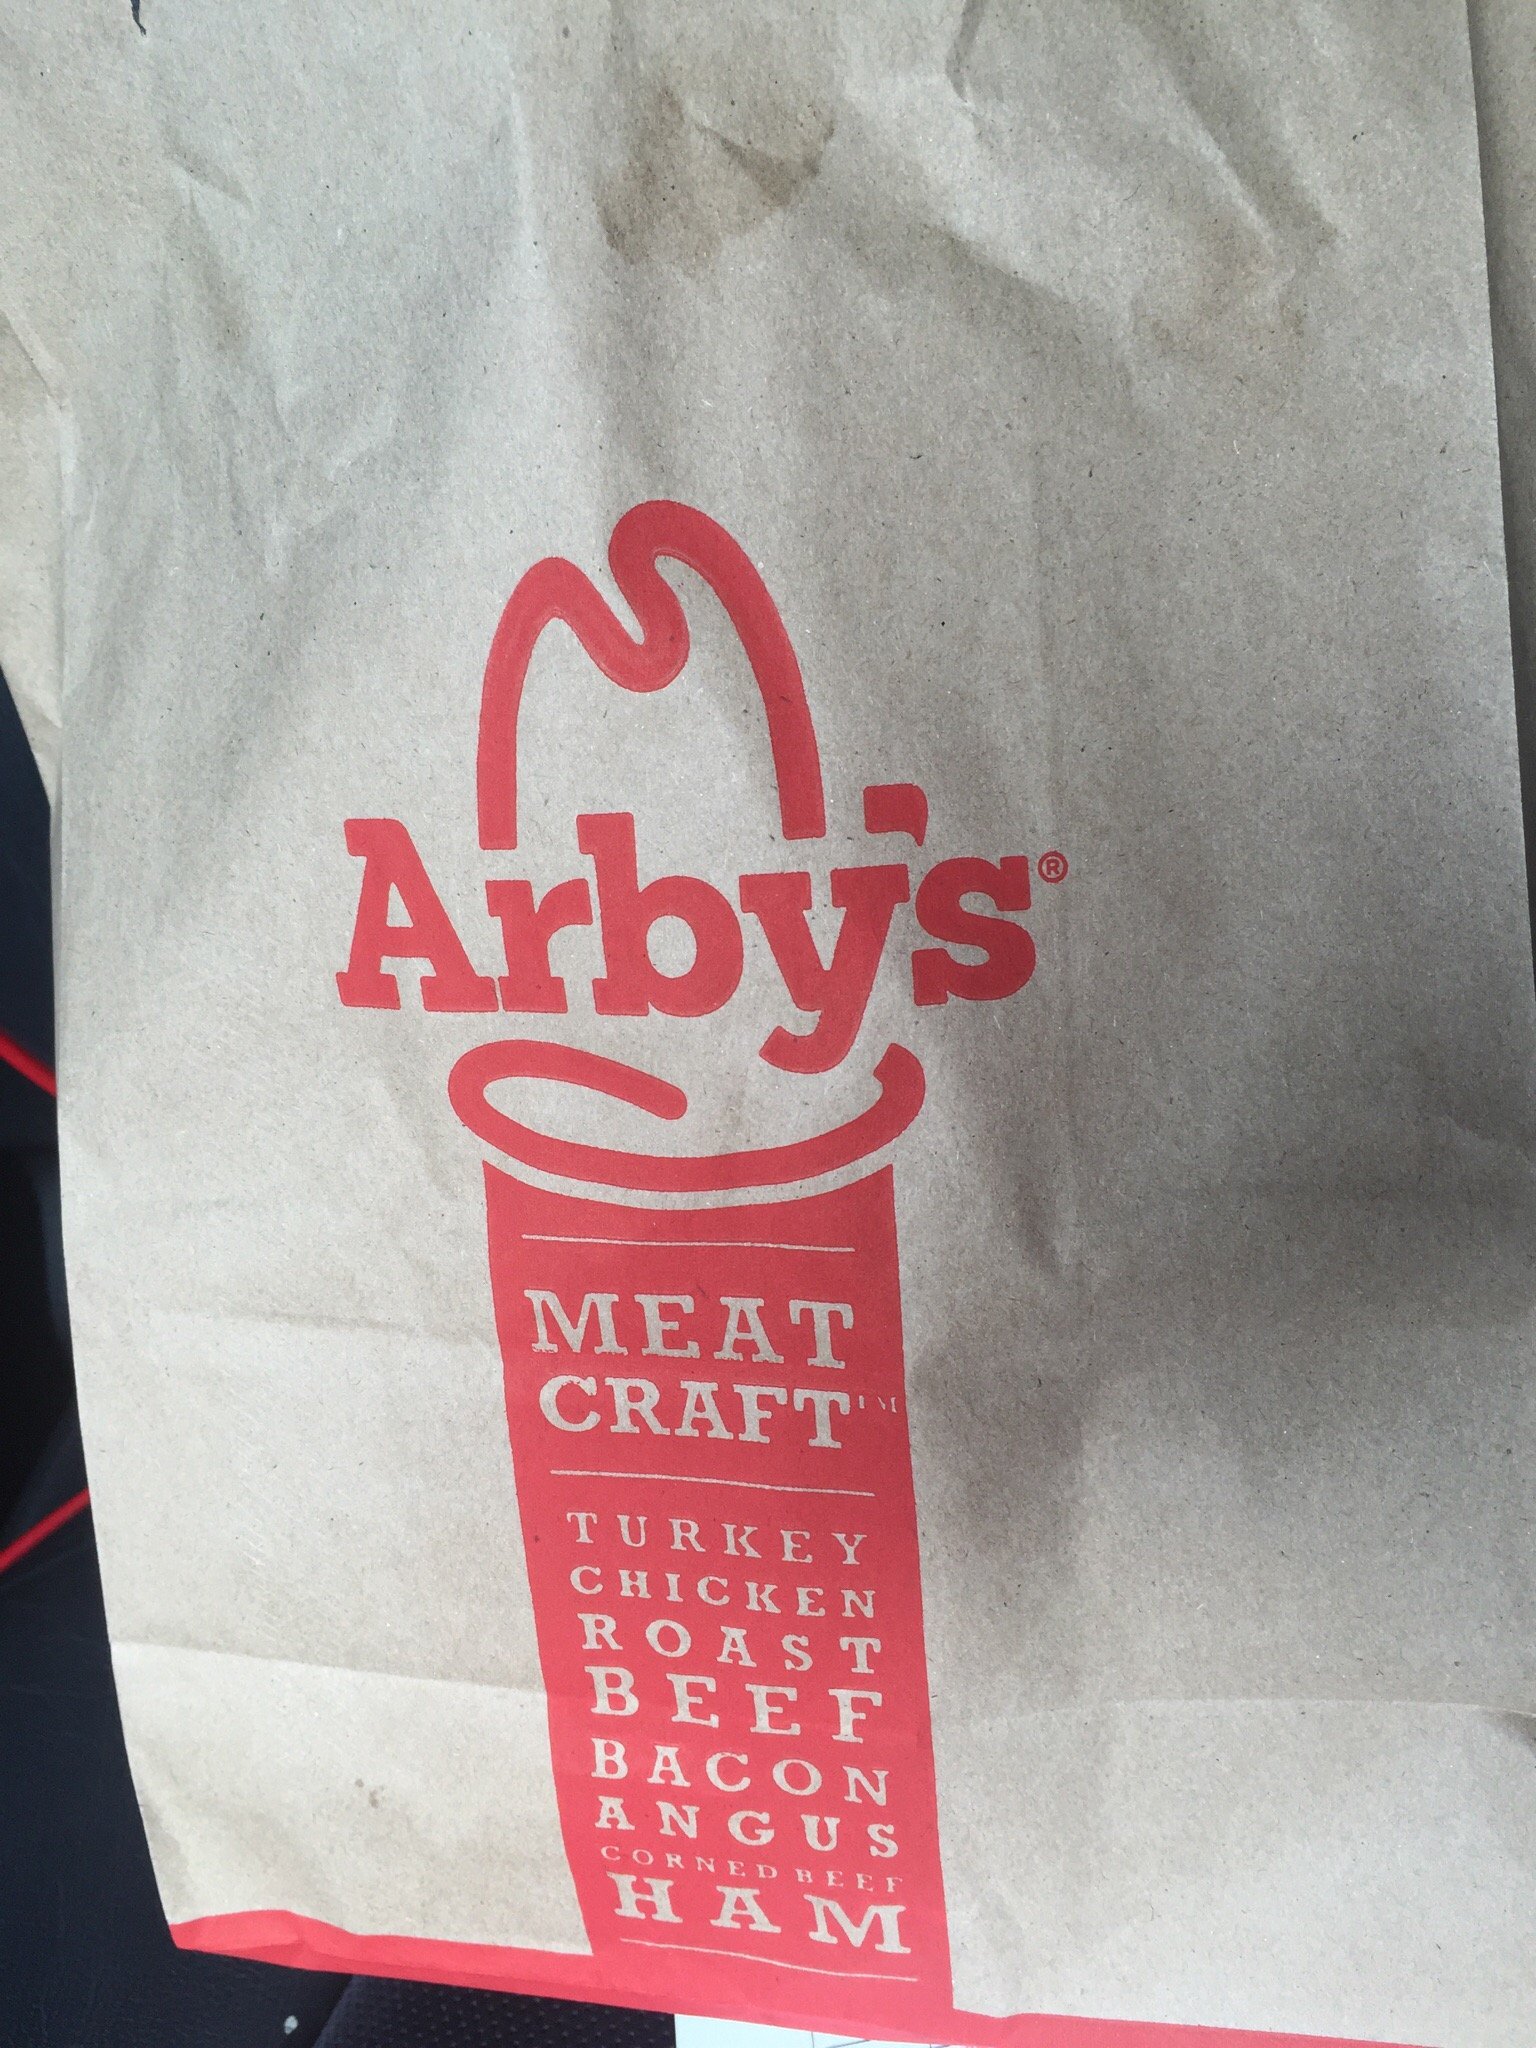 Arby's®
MEAT
CRAFT™
TURKEY
CHICKEN
ROAST
BEEF
BACON
ANGUS
CORNED BEEF
HAM